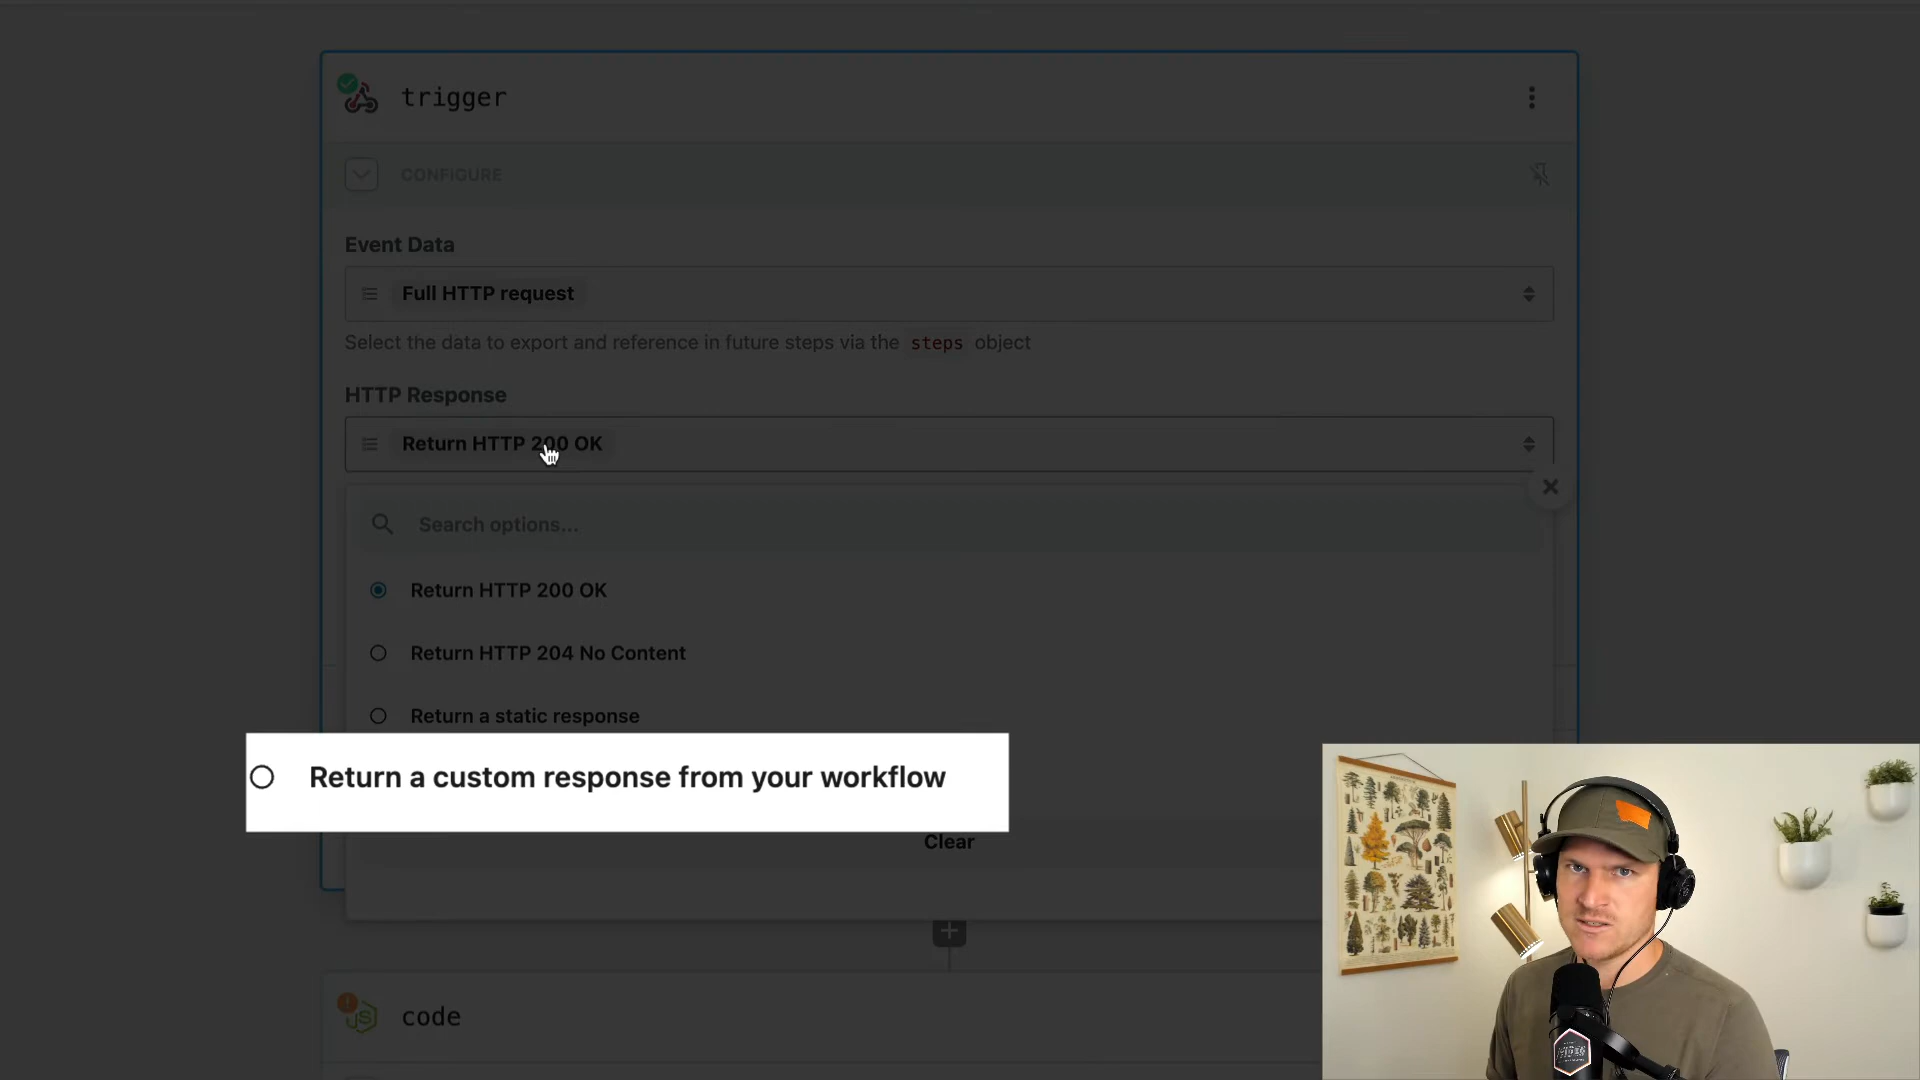 trigger
CONFIGURE
Event Data
Full HTTP request
Select the data to export and reference in future steps via the steps object
HTTP Response
Return HTTP 200 OK
Search options...
Return HTTP 200 OK
Return HTTP 204 No Content
Return a static response
Return a custom response from your workflow
Clear
JS code